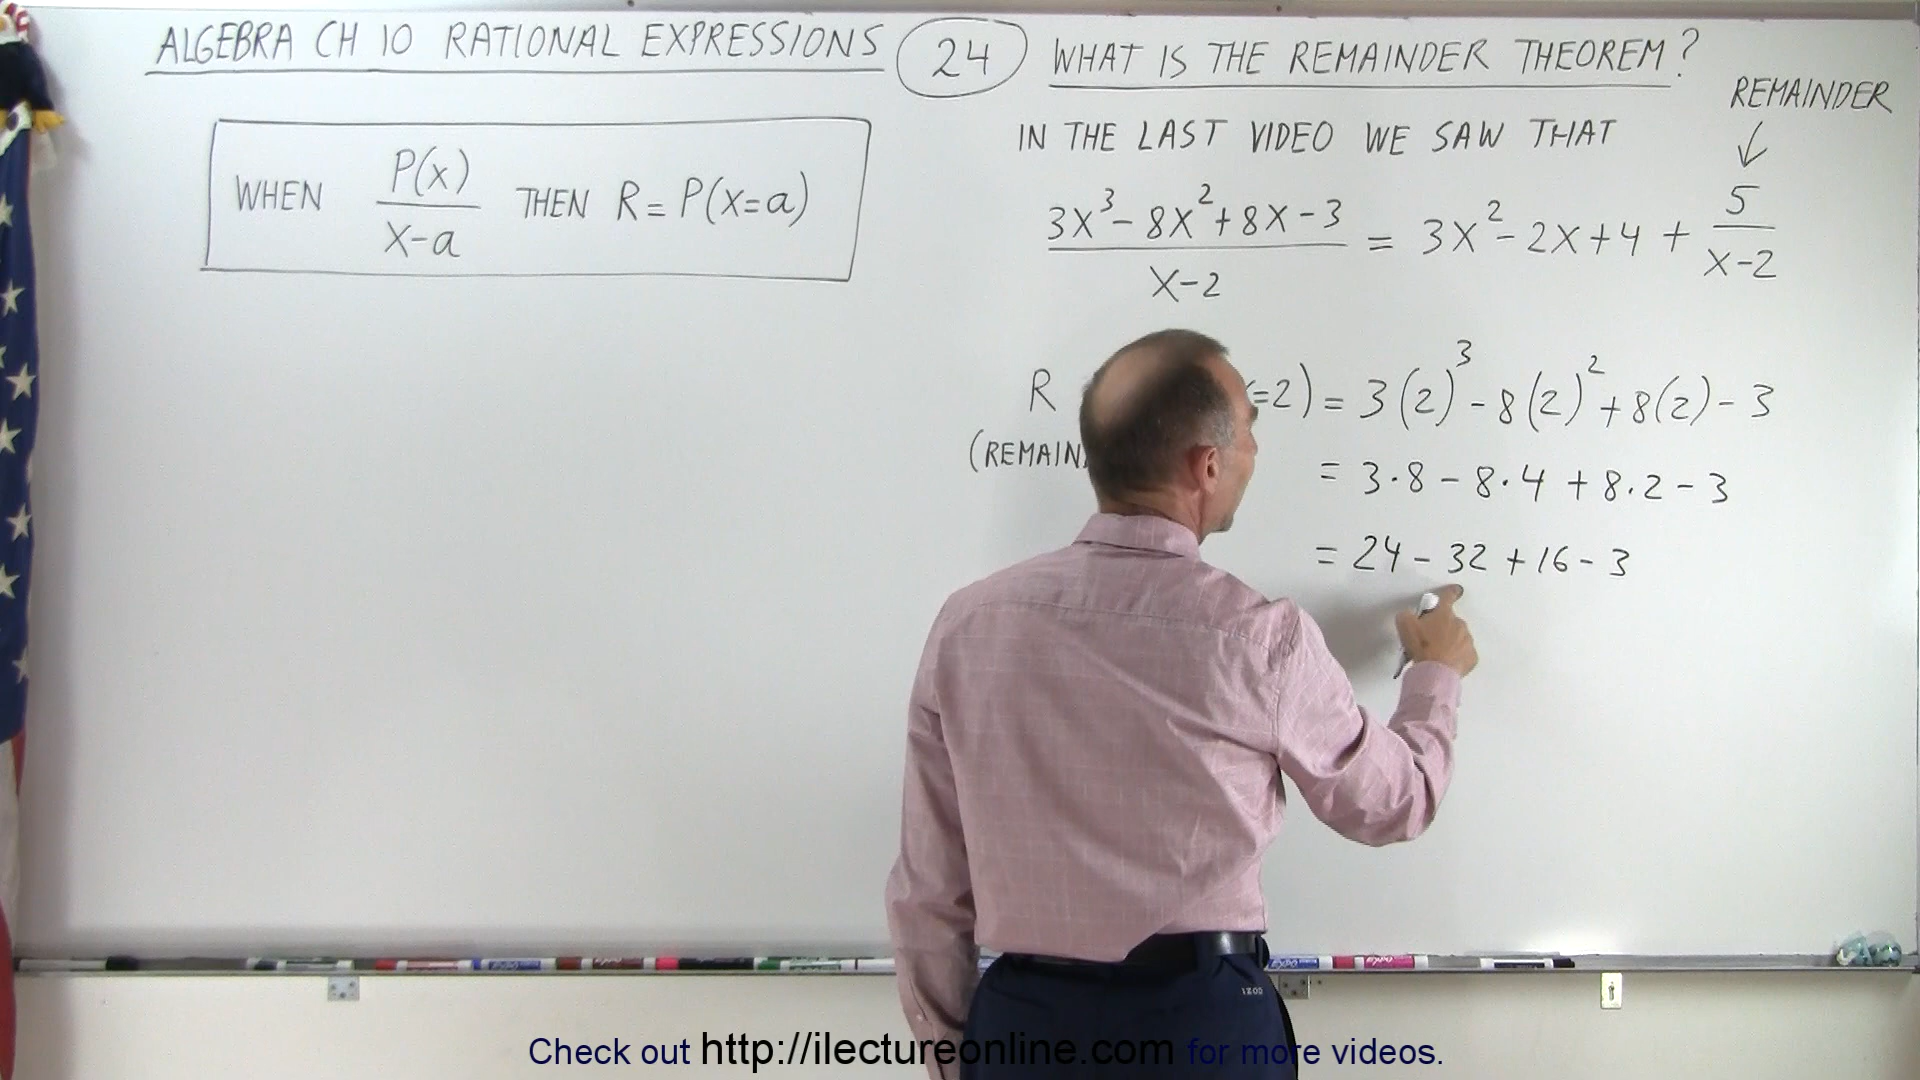 ALGEBRA CH 10 RATIONAL EXPRESSIONS 24 WHAT IS THE REMAINDER THEOREM?
WHEN P(x)/x-a THEN R = P(x=a)
REMAINDER
IN THE LAST VIDEO WE SAW THAT
3x³-8x²+8x-3/x-2 = 3x²-2x+4 + 5/x-2
R =2) = 3(2)³-8(2)²+8(2)-3
(REMAIN
= 3·8-8·4+8·2-3
= 24-32+16-3
IZOD
Check out http://ilectureonline.com for more videos.